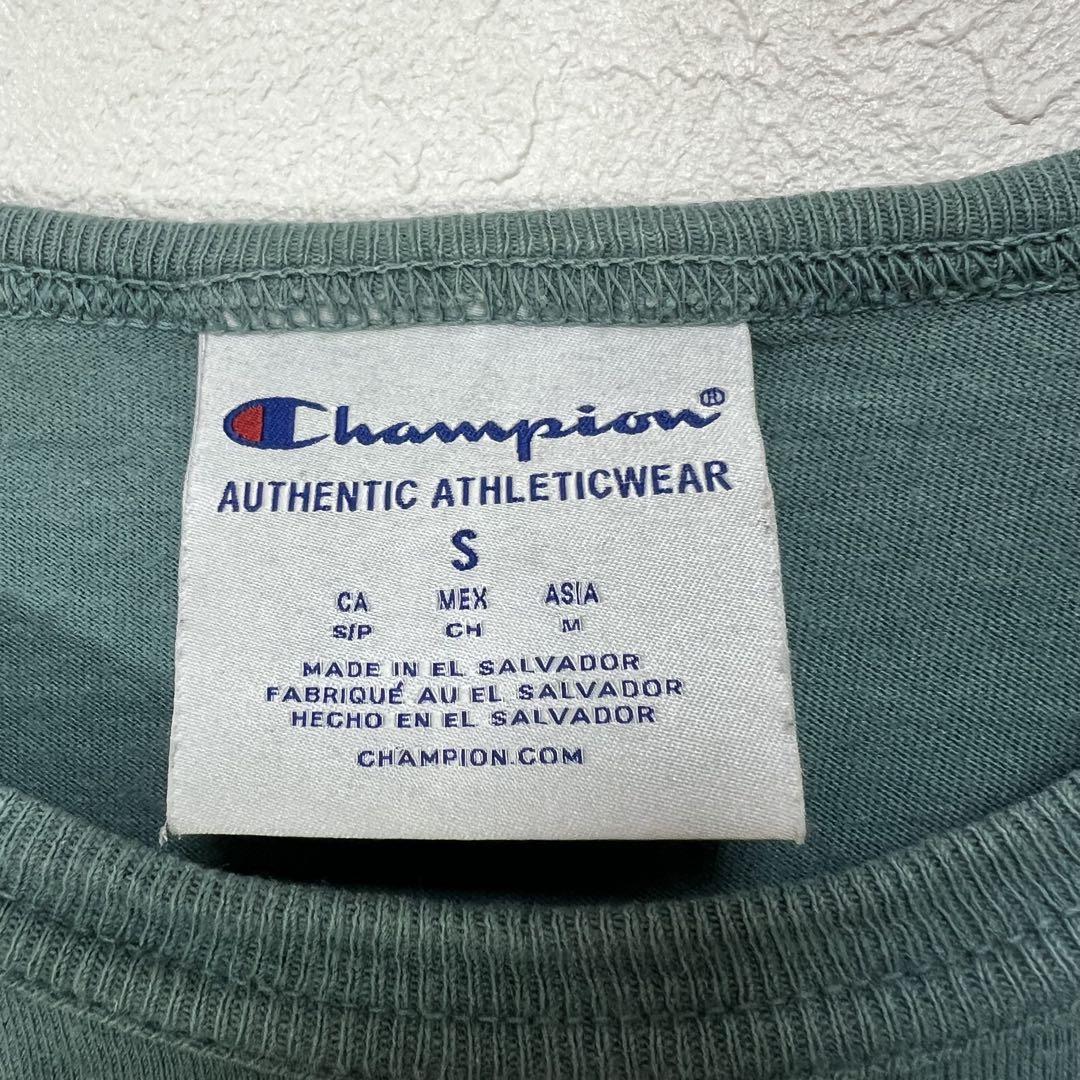 Champion®
AUTHENTIC ATHLETICWEAR
S
CA MEX ASIA
S/P CH M
MADE IN EL SALVADOR
FABRIQUÉ AU EL SALVADOR
HECHO EN EL SALVADOR
CHAMPION.COM